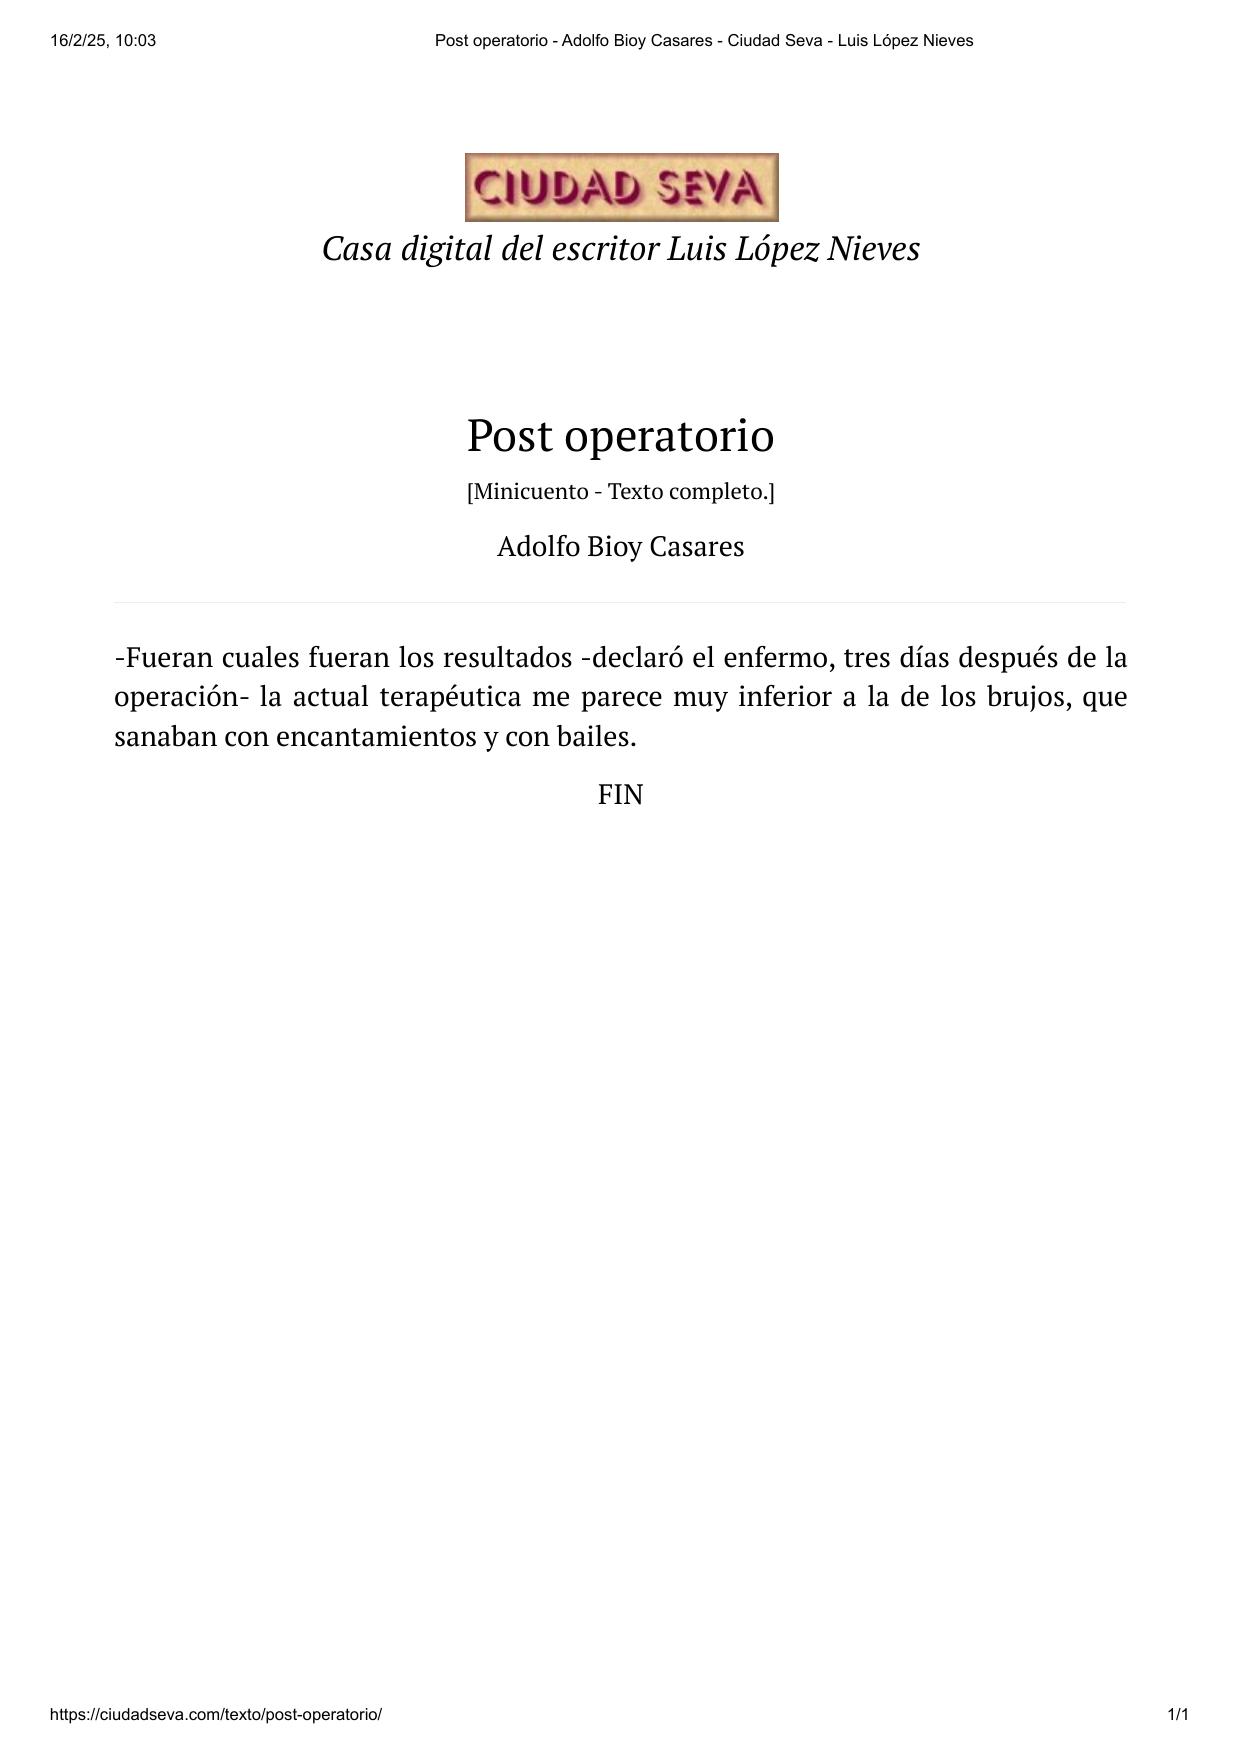 16/2/25, 10:03 Post operatorio - Adolfo Bioy Casares - Ciudad Seva - Luis López Nieves
CIUDAD SEVA
Casa digital del escritor Luis López Nieves
Post operatorio
[Minicuento - Texto completo.]
Adolfo Bioy Casares
-Fueran cuales fueran los resultados -declaró el enfermo, tres días después de la
operación- la actual terapéutica me parece muy inferior a la de los brujos, que
sanaban con encantamientos y con bailes.
FIN
https://ciudadseva.com/texto/post-operatorio/ 1/1